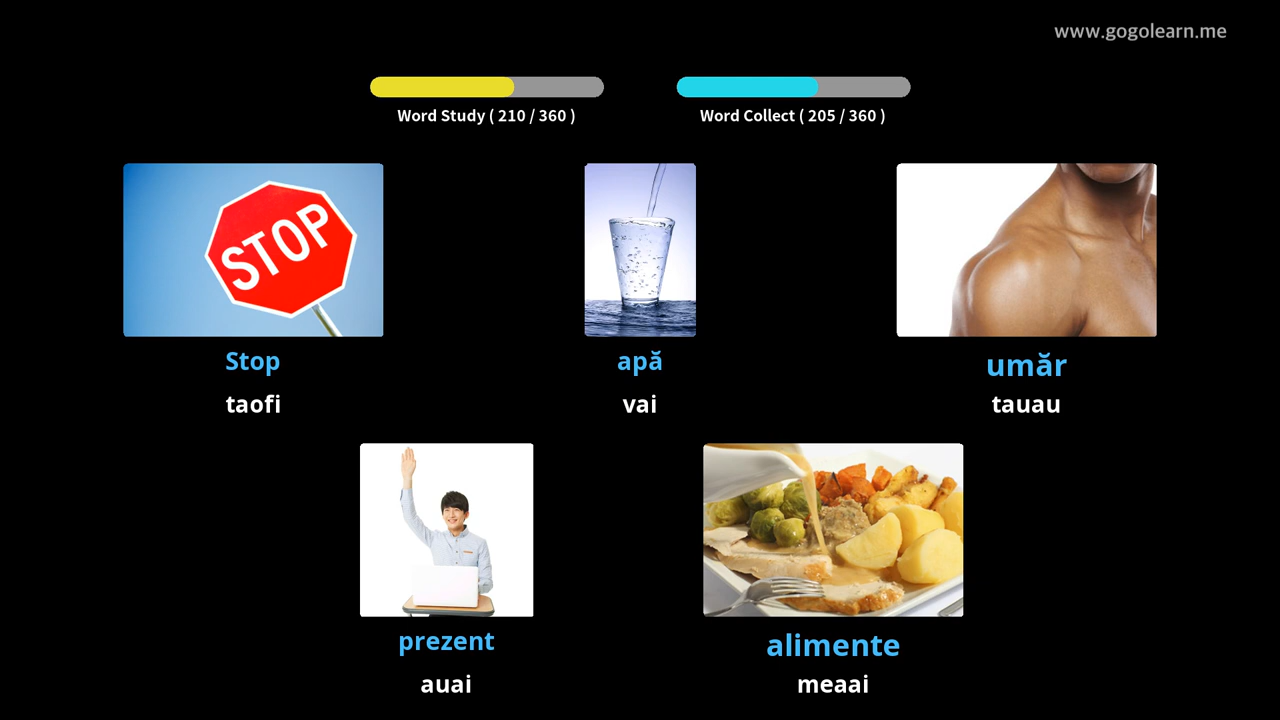 www.gogolearn.me
Word Study ( 210 / 360 )
Word Collect ( 205 / 360 )
STOP
Stop
taofi
apă
vai
umăr
tauau
prezent
auai
alimente
meaai